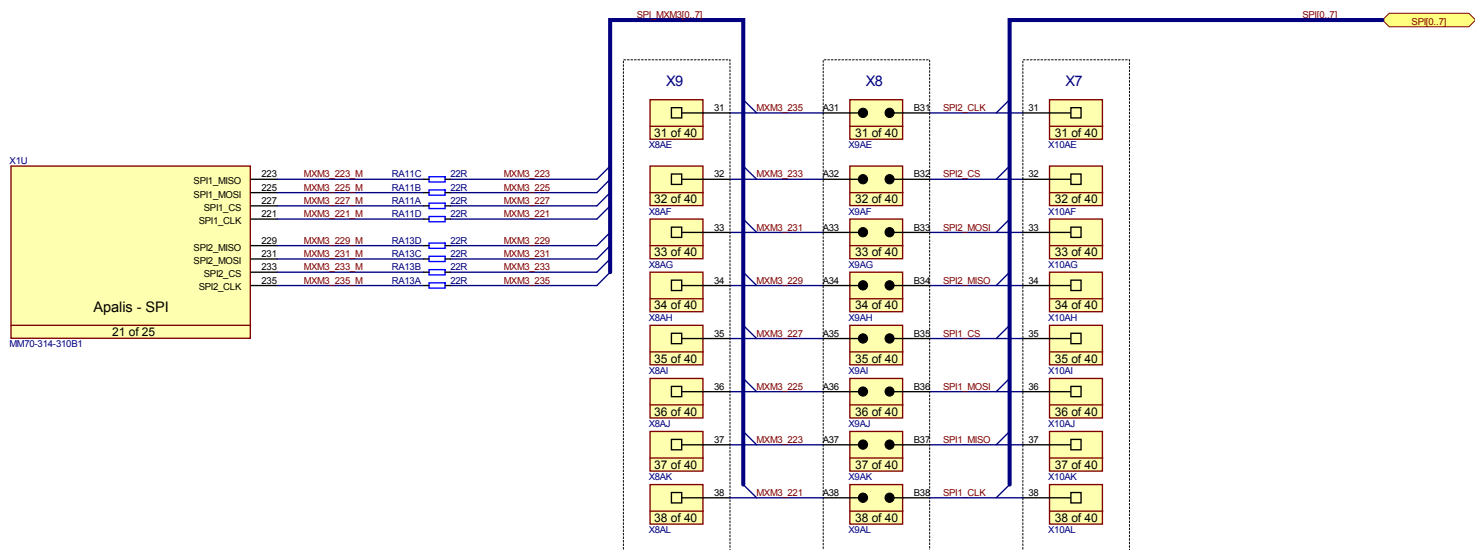 SPI_MXM3[0..7]
SPI[0..7]
SPI[0..7]
X9
X8
X7
31
MXM3_235
A31
B31
SPI2_CLK
31
31 of 40
31 of 40
31 of 40
X8AE
X9AE
X10AE
X1U
SPI1_MISO
223
MXM3_223_M
RA11C
22R
MXM3_223
SPI1_MOSI
225
MXM3_225_M
RA11B
22R
MXM3_225
SPI1_CS
227
MXM3_227_M
RA11A
22R
MXM3_227
SPI1_CLK
221
MXM3_221_M
RA11D
22R
MXM3_221
SPI2_MISO
229
MXM3_229_M
RA13D
22R
MXM3_229
SPI2_MOSI
231
MXM3_231_M
RA13C
22R
MXM3_231
SPI2_CS
233
MXM3_233_M
RA13B
22R
MXM3_233
SPI2_CLK
235
MXM3_235_M
RA13A
22R
MXM3_235
Apalis - SPI
21 of 25
MM70-314-310B1
32
MXM3_233
A32
B32
SPI2_CS
32
32 of 40
32 of 40
32 of 40
X8AF
X9AF
X10AF
33
MXM3_231
A33
B33
SPI2_MOSI
33
33 of 40
33 of 40
33 of 40
X8AG
X9AG
X10AG
34
MXM3_229
A34
B34
SPI2_MISO
34
34 of 40
34 of 40
34 of 40
X8AH
X9AH
X10AH
35
MXM3_227
A35
B35
SPI1_CS
35
35 of 40
35 of 40
35 of 40
X8AI
X9AI
X10AI
36
MXM3_225
A36
B36
SPI1_MOSI
36
36 of 40
36 of 40
36 of 40
X8AJ
X9AJ
X10AJ
37
MXM3_223
A37
B37
SPI1_MISO
37
37 of 40
37 of 40
37 of 40
X8AK
X9AK
X10AK
38
MXM3_221
A38
B38
SPI1_CLK
38
38 of 40
38 of 40
38 of 40
X8AL
X9AL
X10AL